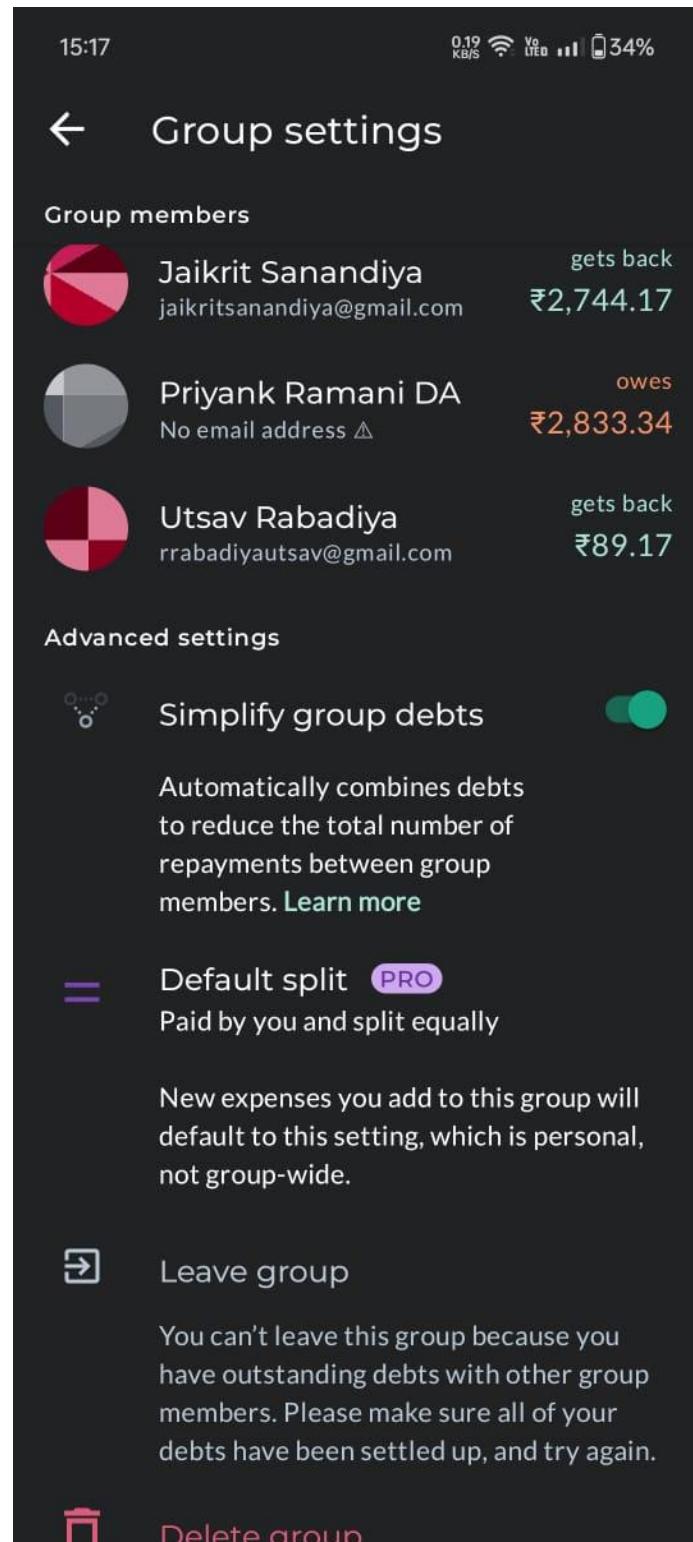 15:17
0.19 KB/S Vo LTE D 34%
Group settings
Group members
Jaikrit Sanandiya
gets back
jaikritsanandiya@gmail.com
₹2,744.17
Priyank Ramani DA
owes
No email address ⚠
₹2,833.34
Utsav Rabadiya
gets back
rrabadiyautsav@gmail.com
₹89.17
Advanced settings
Simplify group debts
Automatically combines debts
to reduce the total number of
repayments between group
members. Learn more
Default split PRO
Paid by you and split equally
New expenses you add to this group will
default to this setting, which is personal,
not group-wide.
Leave group
You can’t leave this group because you
have outstanding debts with other group
members. Please make sure all of your
debts have been settled up, and try again.
Delete group